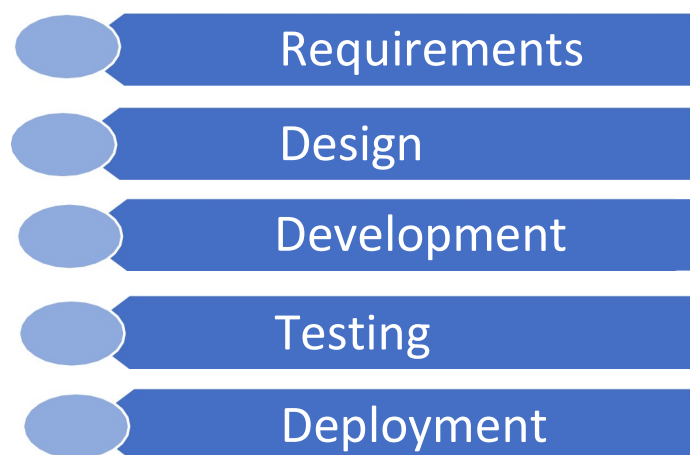 Requirements
Design
Development
Testing
Deployment